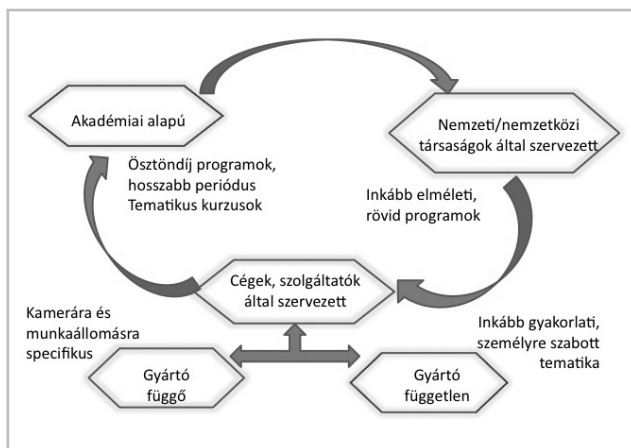 Akadémiai alapú
Nemzeti/nemzetközi
társaságok által szervezett
Ösztöndíj programok,
hosszabb periódus
Tematikus kurzusok
Inkább elméleti,
rövid programok
Cégek, szolgáltatók
által szervezett
Kamerára és
munkaállomásra
specifikus
Inkább gyakorlati,
személyre szabott
tematika
Gyártó
függő
Gyártó
független